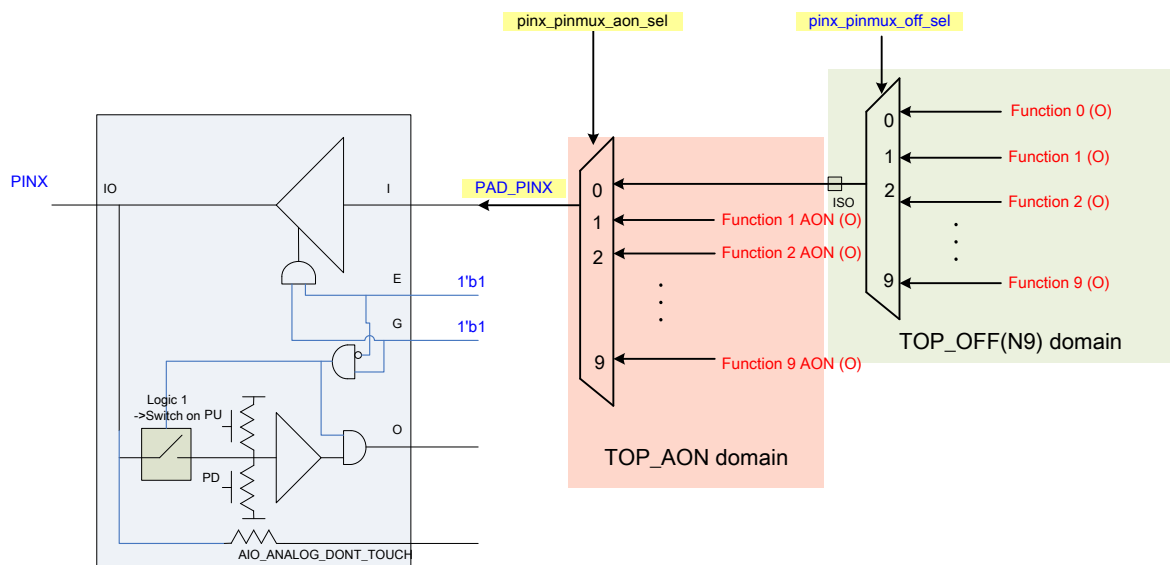 pinx_pinmux_aon_sel
pinx_pinmux_off_sel
PINX
IO
I
PAD_PINX
E
1'b1
G
1'b1
Logic 1
->Switch on
PU
PD
O
AIO_ANALOG_DONT_TOUCH
0
1
2
9
Function 1 AON (O)
Function 2 AON (O)
Function 9 AON (O)
TOP_AON domain
ISO
0
1
2
9
Function 0 (O)
Function 1 (O)
Function 2 (O)
Function 9 (O)
TOP_OFF(N9) domain